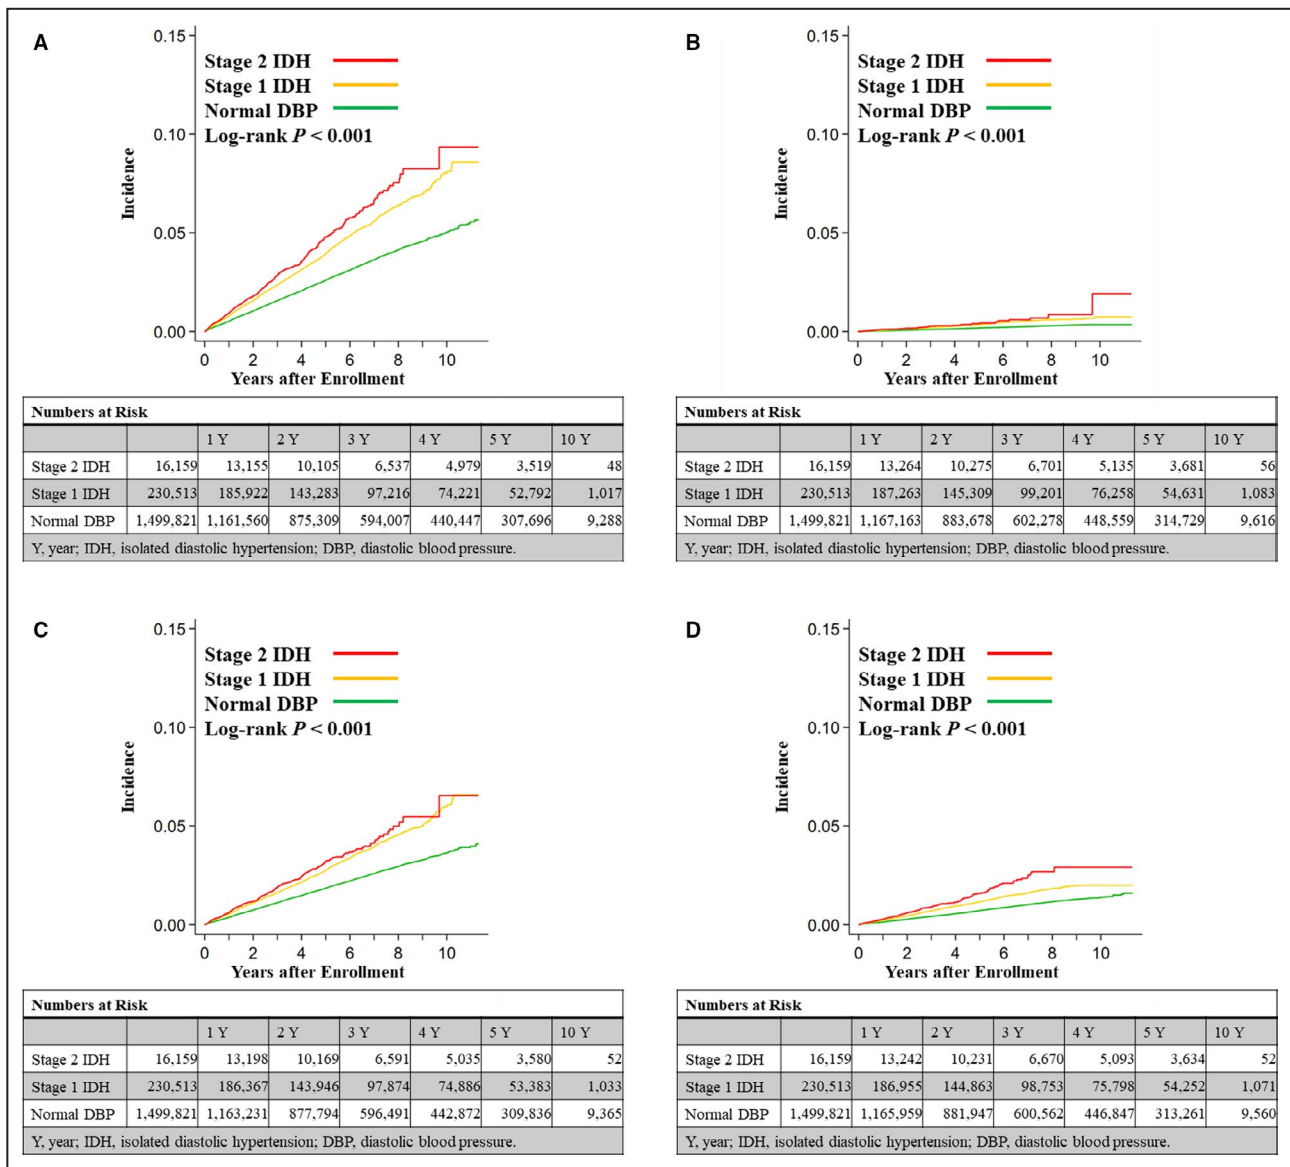 A
0.15
Stage 2 IDH
Stage 1 IDH
Normal DBP
Log-rank P < 0.001
0.10
0.05
0.00
Incidence
0 2 4 6 8 10
Years after Enrollment
Numbers at Risk
1 Y 2 Y 3 Y 4 Y 5 Y 10 Y
Stage 2 IDH 16,159 13,155 10,105 6,537 4,979 3,519 48
Stage 1 IDH 230,513 185,922 143,283 97,216 74,221 52,792 1,017
Normal DBP 1,499,821 1,161,560 875,309 594,007 440,447 307,696 9,288
Y, year; IDH, isolated diastolic hypertension; DBP, diastolic blood pressure.
B
0.15
Stage 2 IDH
Stage 1 IDH
Normal DBP
Log-rank P < 0.001
0.10
0.05
0.00
Incidence
0 2 4 6 8 10
Years after Enrollment
Numbers at Risk
1 Y 2 Y 3 Y 4 Y 5 Y 10 Y
Stage 2 IDH 16,159 13,264 10,275 6,701 5,135 3,681 56
Stage 1 IDH 230,513 187,263 145,309 99,201 76,258 54,631 1,083
Normal DBP 1,499,821 1,167,163 883,678 602,278 448,559 314,729 9,616
Y, year; IDH, isolated diastolic hypertension; DBP, diastolic blood pressure.
C
0.15
Stage 2 IDH
Stage 1 IDH
Normal DBP
Log-rank P < 0.001
0.10
0.05
0.00
Incidence
0 2 4 6 8 10
Years after Enrollment
Numbers at Risk
1 Y 2 Y 3 Y 4 Y 5 Y 10 Y
Stage 2 IDH 16,159 13,198 10,169 6,591 5,035 3,580 52
Stage 1 IDH 230,513 186,367 143,946 97,874 74,886 53,383 1,033
Normal DBP 1,499,821 1,163,231 877,794 596,491 442,872 309,836 9,365
Y, year; IDH, isolated diastolic hypertension; DBP, diastolic blood pressure.
D
0.15
Stage 2 IDH
Stage 1 IDH
Normal DBP
Log-rank P < 0.001
0.10
0.05
0.00
Incidence
0 2 4 6 8 10
Years after Enrollment
Numbers at Risk
1 Y 2 Y 3 Y 4 Y 5 Y 10 Y
Stage 2 IDH 16,159 13,242 10,231 6,670 5,093 3,634 52
Stage 1 IDH 230,513 186,955 144,863 98,753 75,798 54,252 1,071
Normal DBP 1,499,821 1,165,959 881,947 600,562 446,847 313,261 9,560
Y, year; IDH, isolated diastolic hypertension; DBP, diastolic blood pressure.